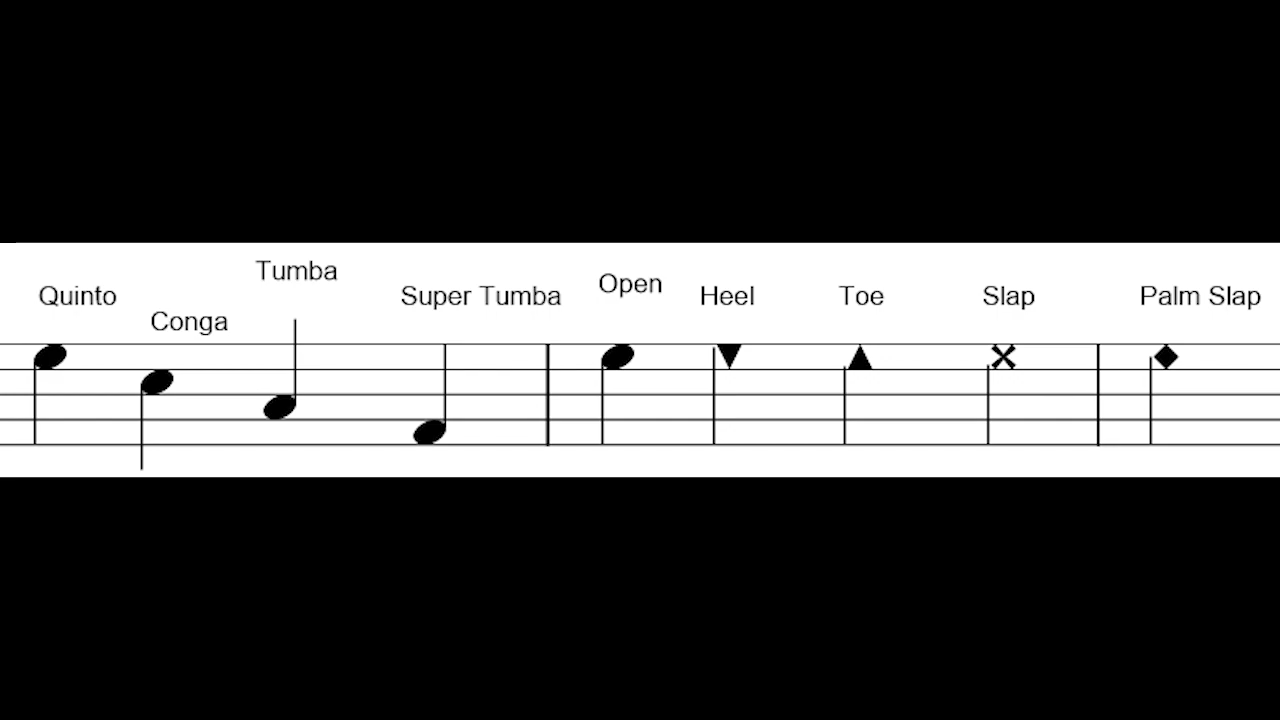 Quinto
Conga
Tumba
Super Tumba
Open
Heel
Toe
Slap
Palm Slap